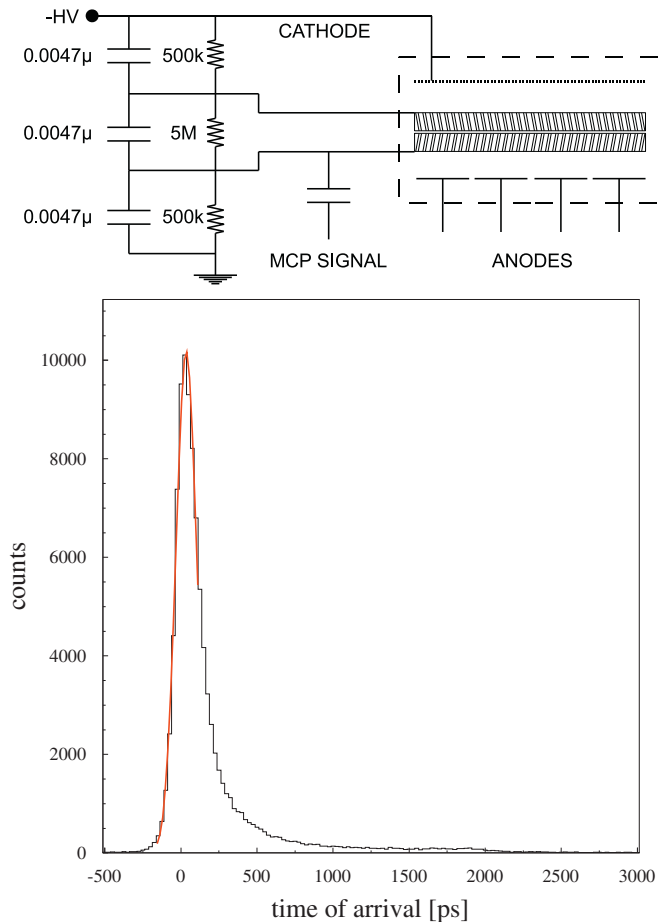 -HV
CATHODE
0.0047µ
500k
0.0047µ
5M
0.0047µ
500k
MCP SIGNAL
ANODES
10000
8000
6000
4000
2000
0
counts
-500
0
500
1000
1500
2000
2500
3000
time of arrival [ps]